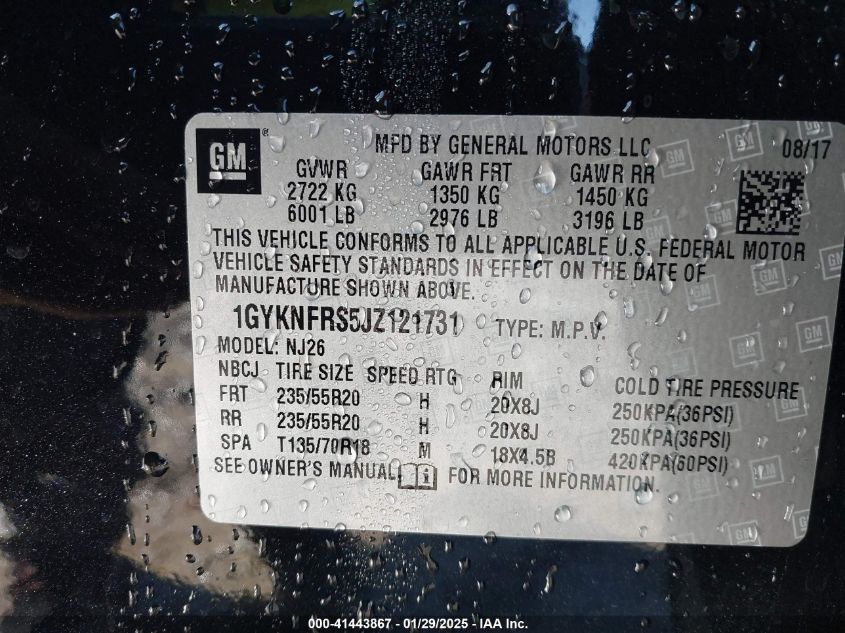 GM ®
MFD BY GENERAL MOTORS LLC 08/17
GVWR GAWR FRT GAWR RR
2722 KG 1350 KG 1450 KG
6001 LB 2976 LB 3196 LB
THIS VEHICLE CONFORMS TO ALL APPLICABLE U.S. FEDERAL MOTOR
VEHICLE SAFETY STANDARDS IN EFFECT ON THE DATE OF
MANUFACTURE SHOWN ABOVE.
1GYKNFRS5JZ121731 TYPE: M.P.V.
MODEL: NJ26
NBCJ TIRE SIZE SPEED RTG RIM COLD TIRE PRESSURE
FRT 235/55R20 H 20X8J 250KPA(36PSI)
RR 235/55R20 H 20X8J 250KPA(36PSI)
SPA T135/70R18 M 18X4.5B 420KPA(60PSI)
SEE OWNER'S MANUAL FOR MORE INFORMATION.
000-41443867 - 01/29/2025 - IAA Inc.